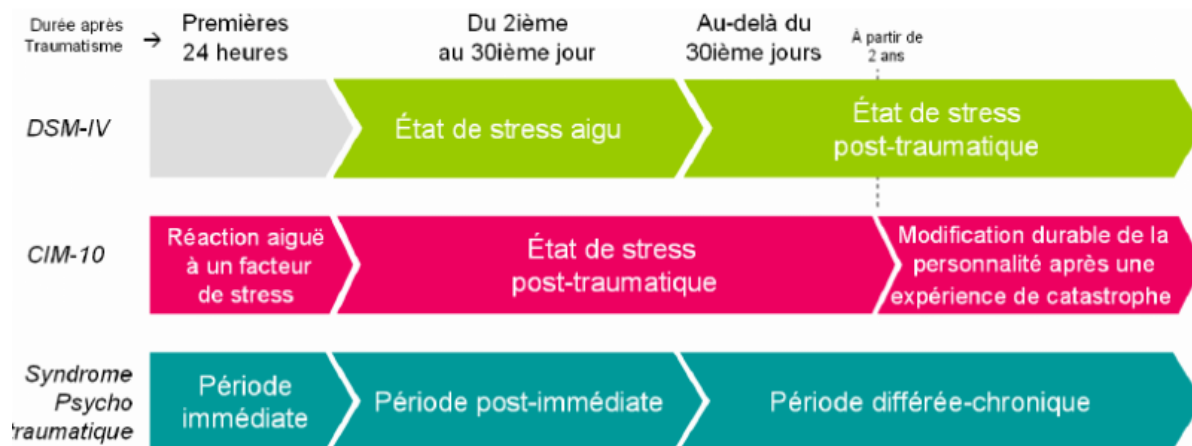 Durée après
Traumatisme →
Premières
24 heures
Du 2ième
au 30ième jour
Au-delà du
30ième jours
À partir de
2 ans
DSM-IV
État de stress aigu
État de stress
post-traumatique
CIM-10
Réaction aiguë
à un facteur
de stress
État de stress
post-traumatique
Modification durable de la
personnalité après une
expérience de catastrophe
Syndrome
Psycho
traumatique
Période
immédiate
Période post-immédiate
Période différée-chronique